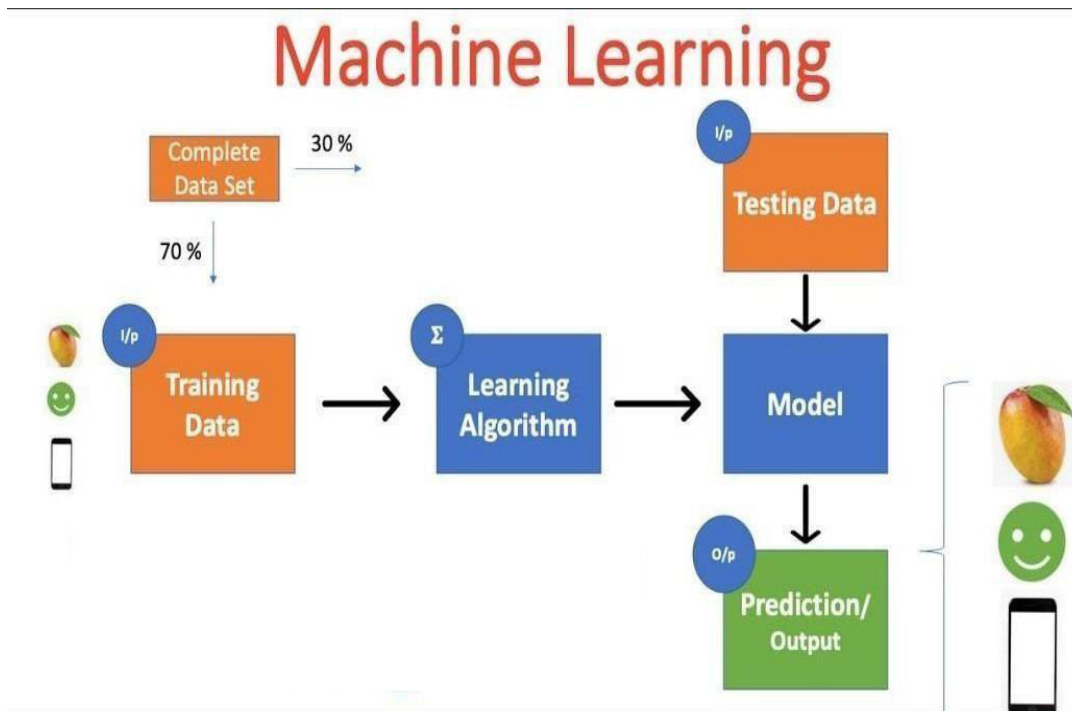 Machine Learning
Complete
Data Set
30 %
70 %
I/p
Testing Data
I/p
Training
Data
Σ
Learning
Algorithm
Model
O/p
Prediction/
Output